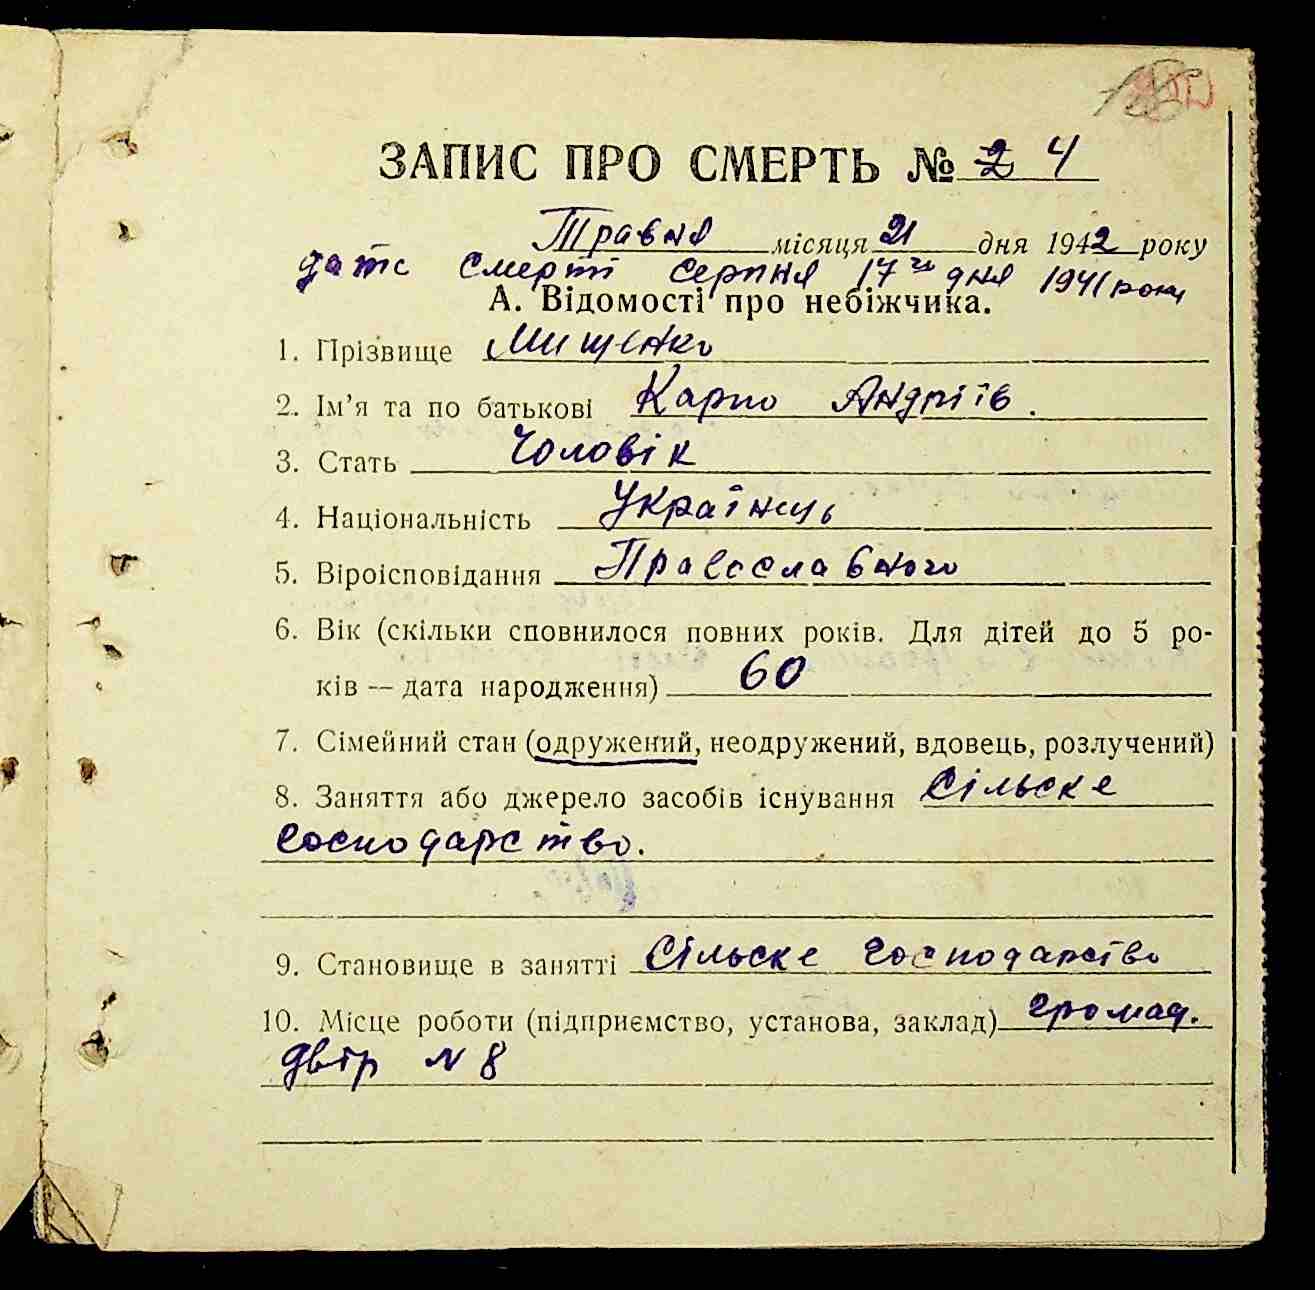 ЗАПИС ПРО СМЕРТЬ № 2 4
Травня місяця 21 дня 1942 року
дата смерті серпня 17го дня 1941 року
А. Відомості про небіжчика.
1. Прізвище Мищенко
2. Ім'я та по батькові Карпо Андріїв.
3. Стать Чоловік
4. Національність Українець
5. Віроісповідання Православного
6. Вік (скільки сповнилося повних років. Для дітей до 5 ро-
ків — дата народження) 60
7. Сімейний стан (одружений, неодружений, вдовець, розлучений)
8. Заняття або джерело засобів існування Сільске
господарство.
9. Становище в занятті Сільске господарство
10. Місце роботи (підприємство, установа, заклад) громад.
двір N 8